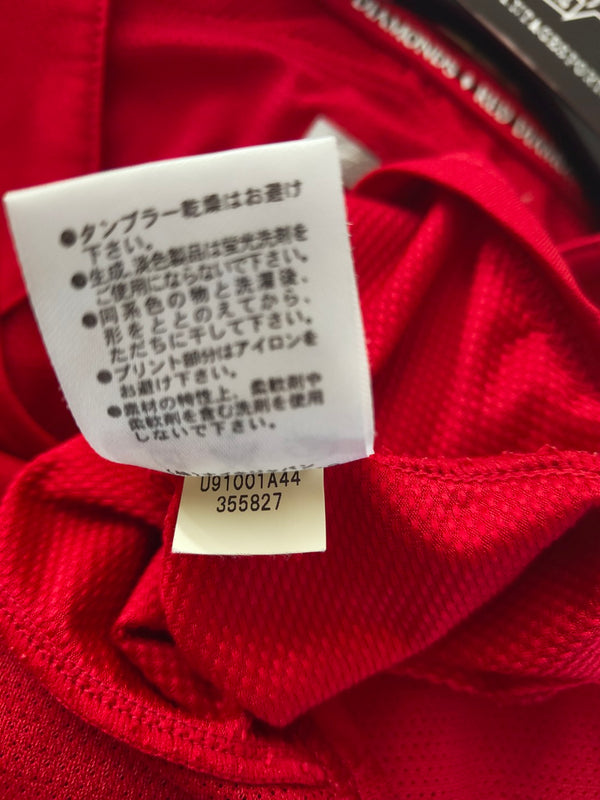 DIAMONDS • RED DIAMON
●タンブラー乾燥はお避け
下さい。
●生成、淡色製品は蛍光洗剤を
ご使用にならないで下さい。
●同系色の物と洗濯後、
形をととのえてから、
ただちに干して下さい。
●プリント部分はアイロンを
お避け下さい。
●素材の特性上、柔軟剤や
柔軟剤を含む洗剤を使用
しないで下さい。
U91001A44
355827